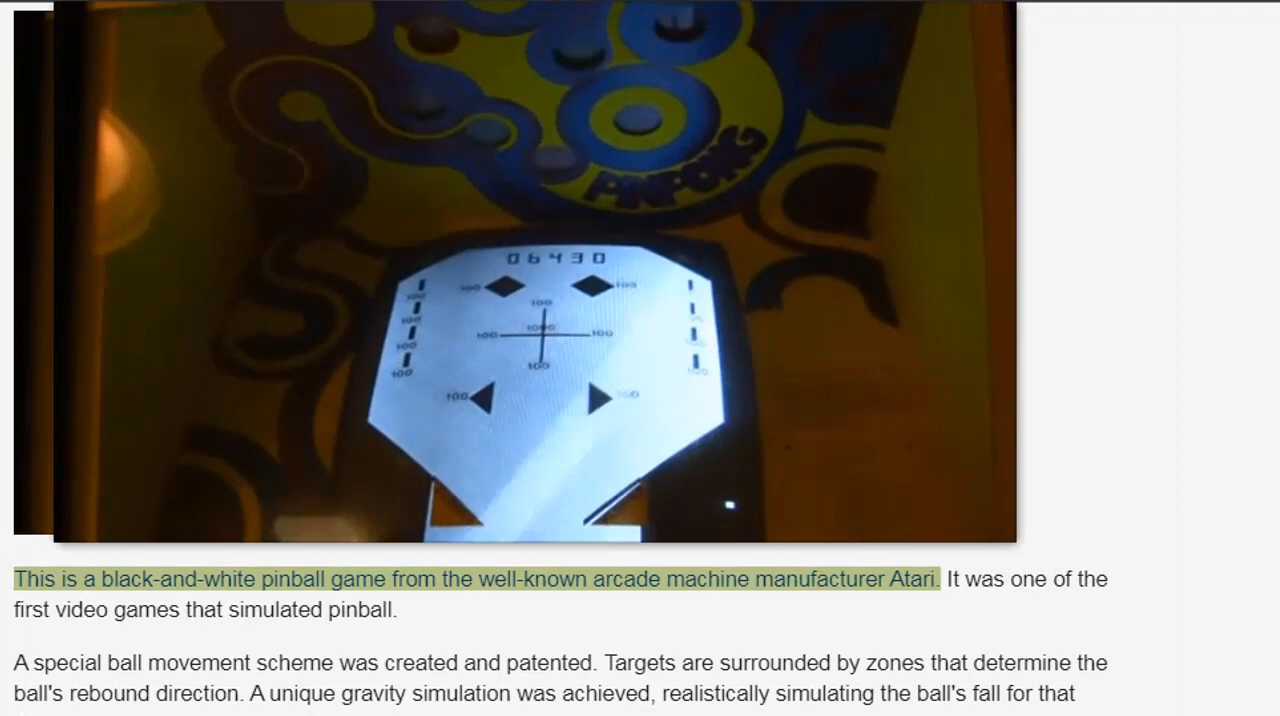 PINPONG
06430
100 100
100
100
100
100 1000 100
100
100
100
100
100
This is a black-and-white pinball game from the well-known arcade machine manufacturer Atari. It was one of the
first video games that simulated pinball.
A special ball movement scheme was created and patented. Targets are surrounded by zones that determine the
ball's rebound direction. A unique gravity simulation was achieved, realistically simulating the ball's fall for that